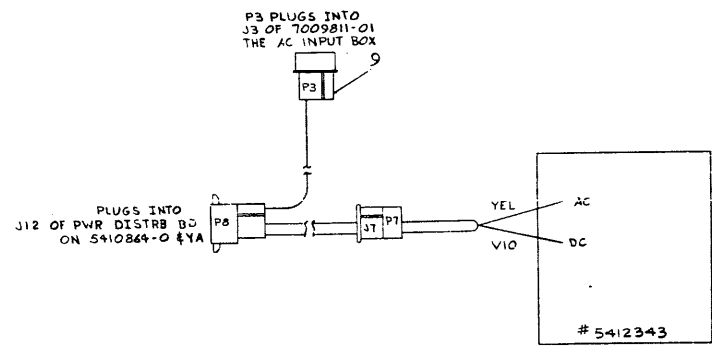 P3 PLUGS INTO
J3 OF 7009811-01
THE AC INPUT BOX
9
P3
PLUGS INTO
J12 OF PWR DISTRB BD
ON 5410864-0 &YA
P8
J7
P7
YEL
AC
VIO
DC
# 5412343